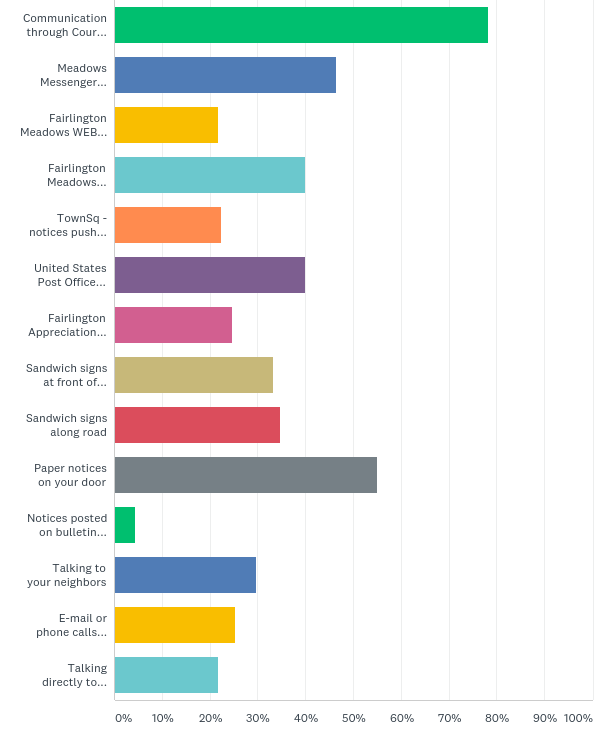 Communication
through Cour...
Meadows
Messenger...
Fairlington
Meadows WEB...
Fairlington
Meadows...
TownSq -
notices push...
United States
Post Office...
Fairlington
Appreciation...
Sandwich signs
at front of...
Sandwich signs
along road
Paper notices
on your door
Notices posted
on bulletin...
Talking to
your neighbors
E-mail or
phone calls...
Talking
directly to...
0% 10% 20% 30% 40% 50% 60% 70% 80% 90% 100%